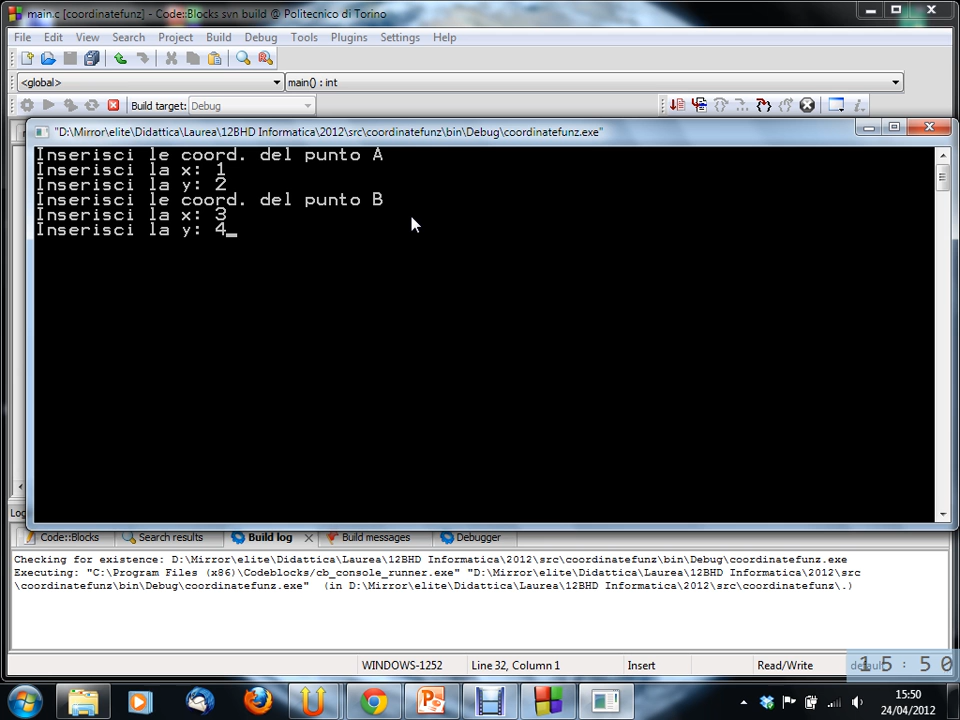 main.c [coordinatefunz] - Code::Blocks svn build @ Politecnico di Torino
File Edit View Search Project Build Debug Tools Plugins Settings Help
<global> main() : int
Build target: Debug
"D:\Mirror\elite\Didattica\Laurea\12BHD Informatica\2012\src\coordinatefunz\bin\Debug\coordinatefunz.exe"
Inserisci le coord. del punto A
Inserisci la x: 1
Inserisci la y: 2
Inserisci le coord. del punto B
Inserisci la x: 3
Inserisci la y: 4_
Code::Blocks Search results Build log Build messages Debugger
Checking for existence: D:\Mirror\elite\Didattica\Laurea\12BHD Informatica\2012\src\coordinatefunz\bin\Debug\coordinatefunz.exe
Executing: "C:\Program Files (x86)\Codeblocks/cb_console_runner.exe" "D:\Mirror\elite\Didattica\Laurea\12BHD Informatica\2012\src
\coordinatefunz\bin\Debug\coordinatefunz.exe" (in D:\Mirror\elite\Didattica\Laurea\12BHD Informatica\2012\src\coordinatefunz\.)
WINDOWS-1252 Line 32, Column 1 Insert Read/Write default
15:50
15:50
24/04/2012